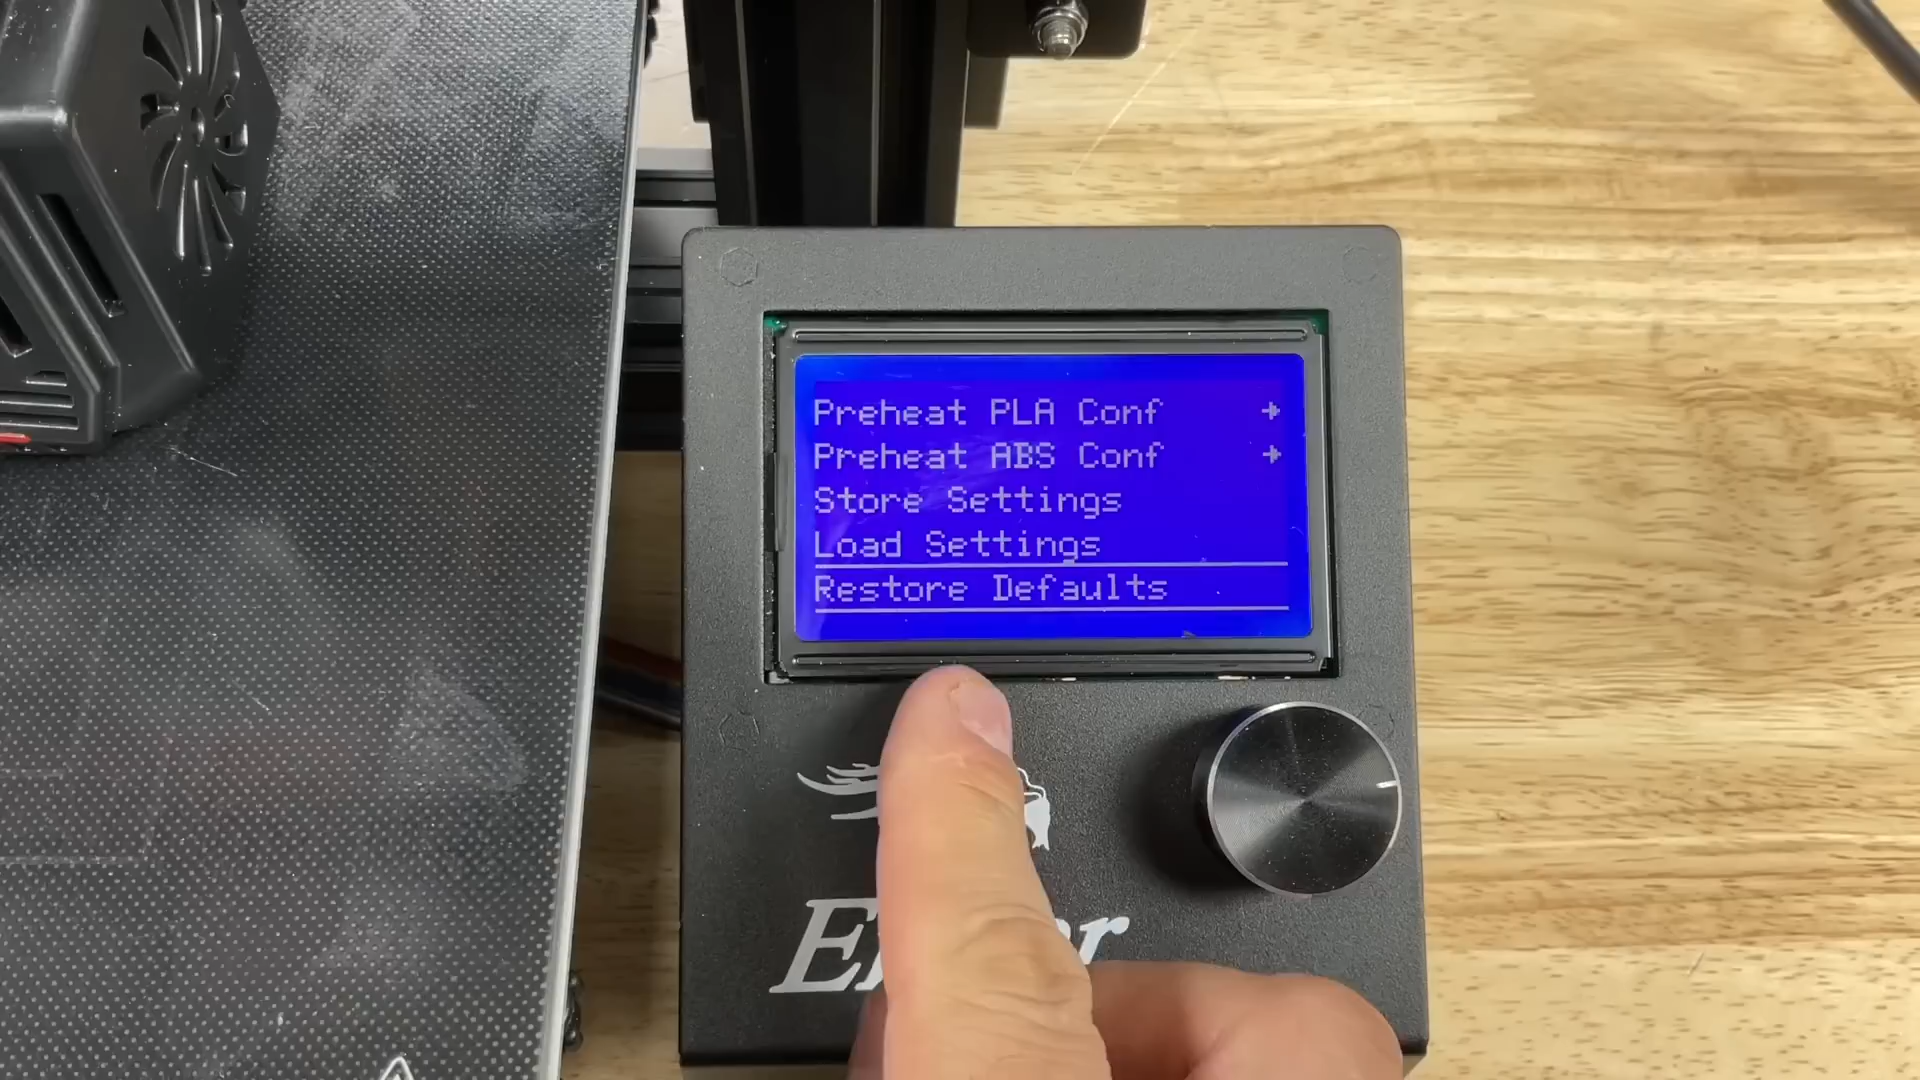 Preheat PLA Conf
Preheat ABS Conf
Store Settings
Load Settings
Restore Defaults